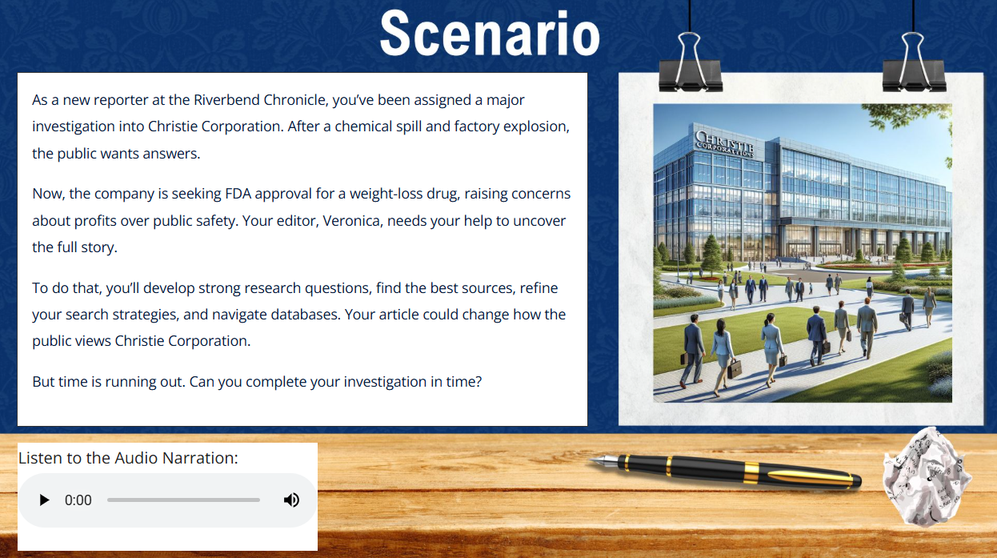 Scenario
As a new reporter at the Riverbend Chronicle, you've been assigned a major
investigation into Christie Corporation. After a chemical spill and factory explosion,
the public wants answers.
Now, the company is seeking FDA approval for a weight-loss drug, raising concerns
about profits over public safety. Your editor, Veronica, needs your help to uncover
the full story.
To do that, you'll develop strong research questions, find the best sources, refine
your search strategies, and navigate databases. Your article could change how the
public views Christie Corporation.
But time is running out. Can you complete your investigation in time?
CHRISTIE
Listen to the Audio Narration:
0:00